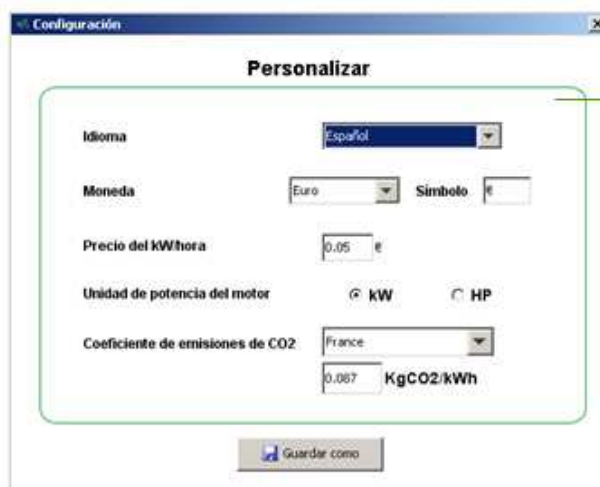 Configuración
Personalizar
Idioma Español
Moneda Euro Símbolo €
Precio del kW/hora 0.05 €
Unidad de potencia del motor kW HP
Coeficiente de emisiones de CO2 France
0.087 KgCO2/kWh
Guardar como